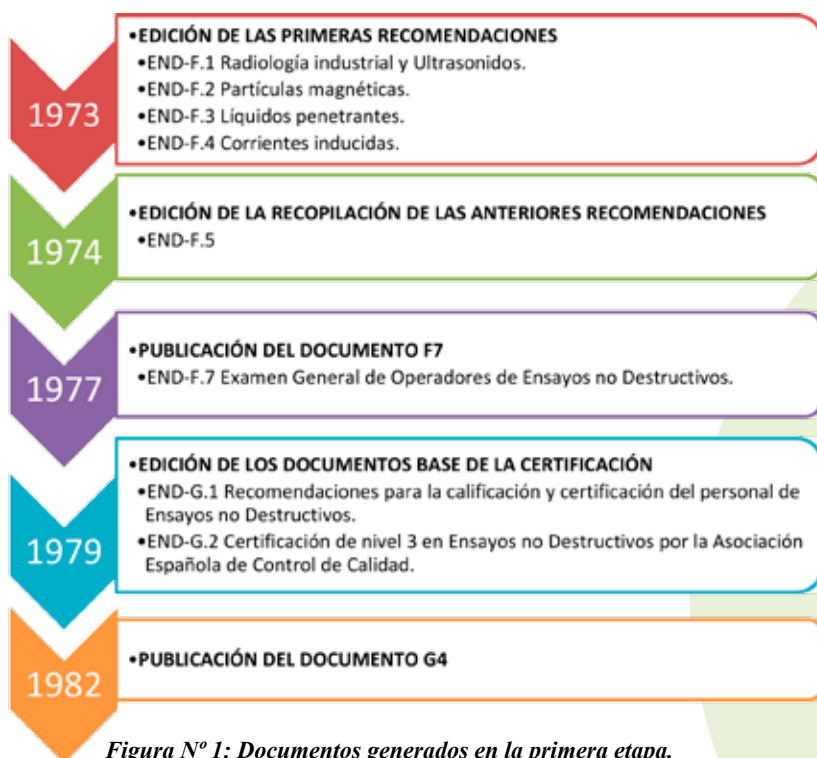 1973
•EDICIÓN DE LAS PRIMERAS RECOMENDACIONES
•END-F.1 Radiología industrial y Ultrasonidos.
•END-F.2 Partículas magnéticas.
•END-F.3 Líquidos penetrantes.
•END-F.4 Corrientes inducidas.
1974
•EDICIÓN DE LA RECOPILACIÓN DE LAS ANTERIORES RECOMENDACIONES
•END-F.5
1977
•PUBLICACIÓN DEL DOCUMENTO F7
•END-F.7 Examen General de Operadores de Ensayos no Destructivos.
1979
•EDICIÓN DE LOS DOCUMENTOS BASE DE LA CERTIFICACIÓN
•END-G.1 Recomendaciones para la calificación y certificación del personal de
Ensayos no Destructivos.
•END-G.2 Certificación de nivel 3 en Ensayos no Destructivos por la Asociación
Española de Control de Calidad.
1982
•PUBLICACIÓN DEL DOCUMENTO G4
Figura Nº 1: Documentos generados en la primera etapa.